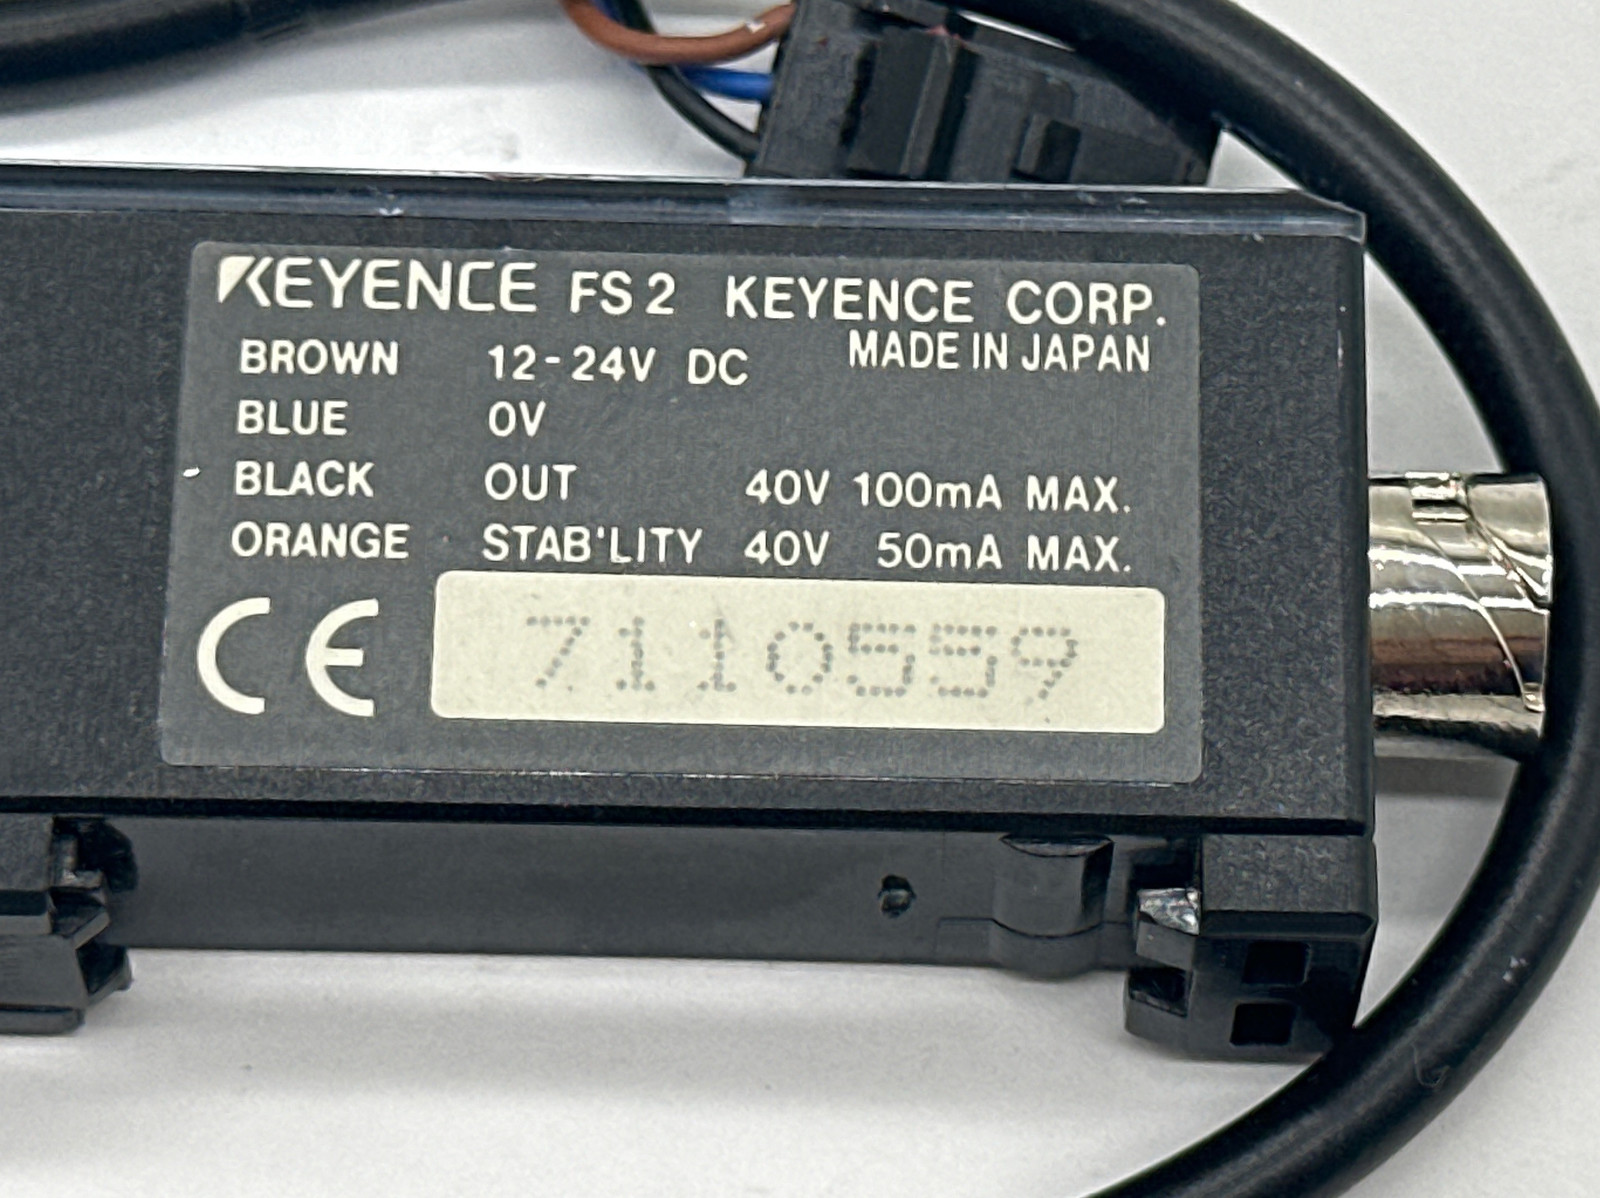 KEYENCE FS2 KEYENCE CORP.
MADE IN JAPAN
BROWN 12-24V DC
BLUE 0V
BLACK OUT 40V 100mA MAX.
ORANGE STAB'LITY 40V 50mA MAX.
CE 7110559